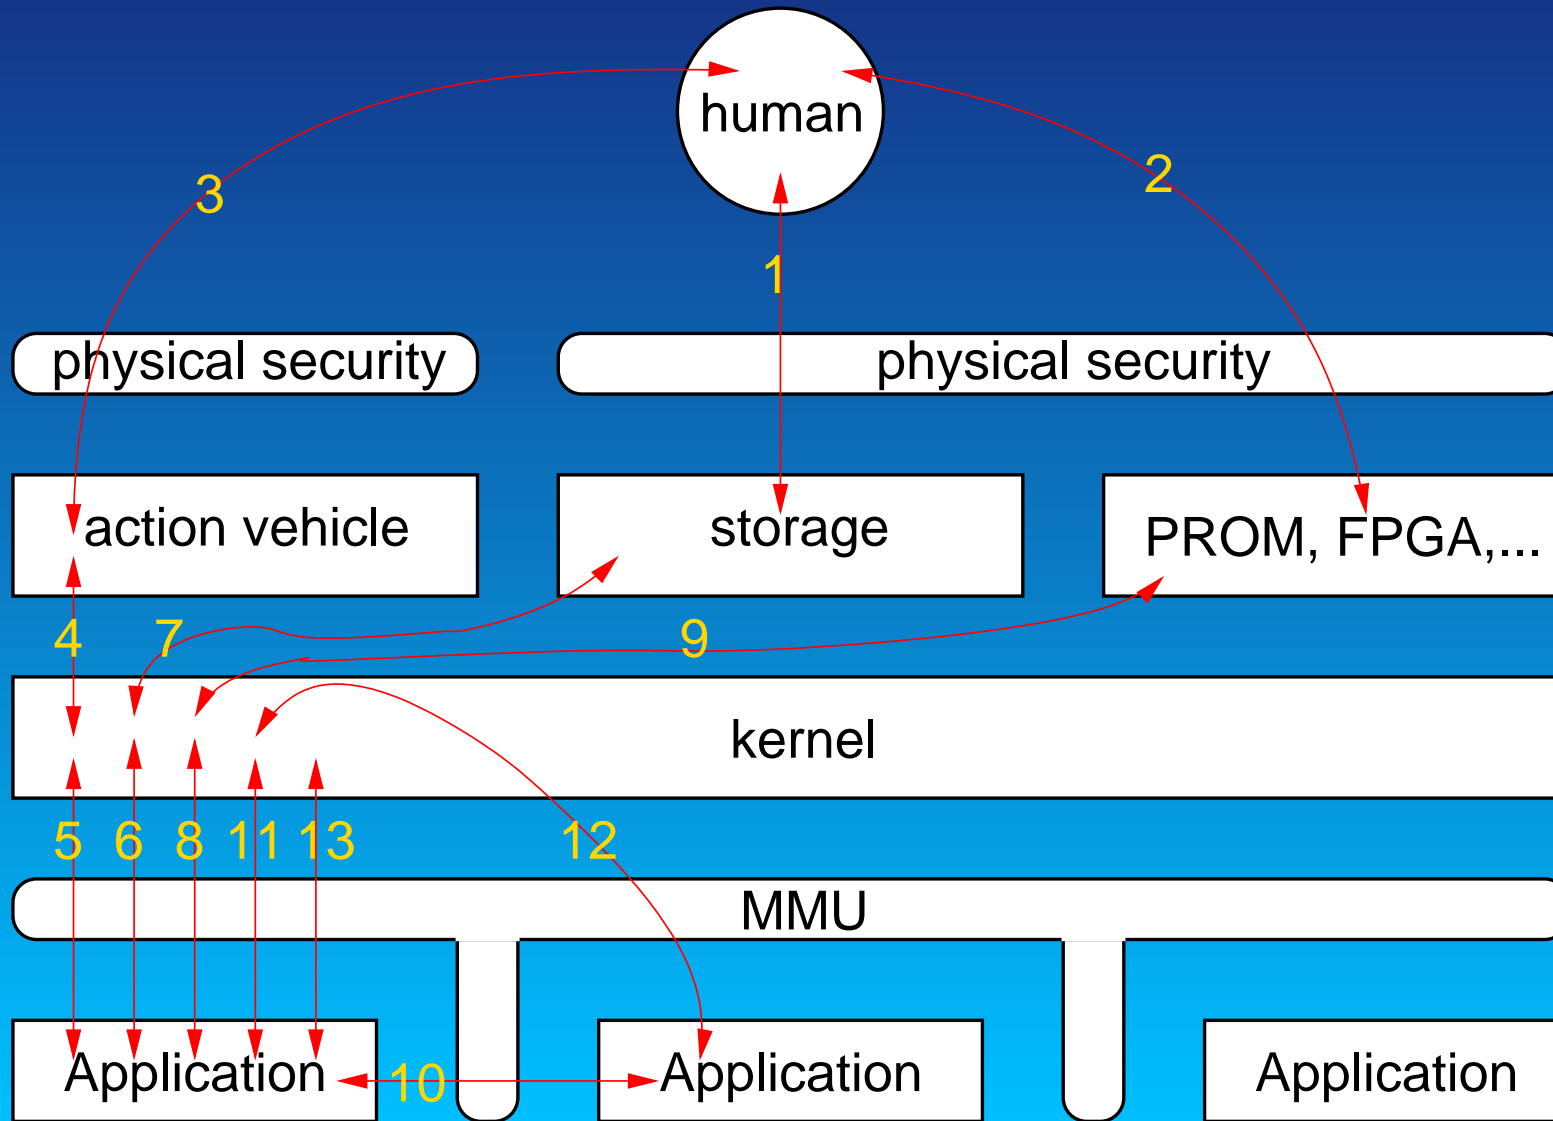 human
3
2
1
physical security
physical security
action vehicle
storage
PROM, FPGA,...
4
7
9
kernel
5
6
8
11
13
12
MMU
Application
10
Application
Application